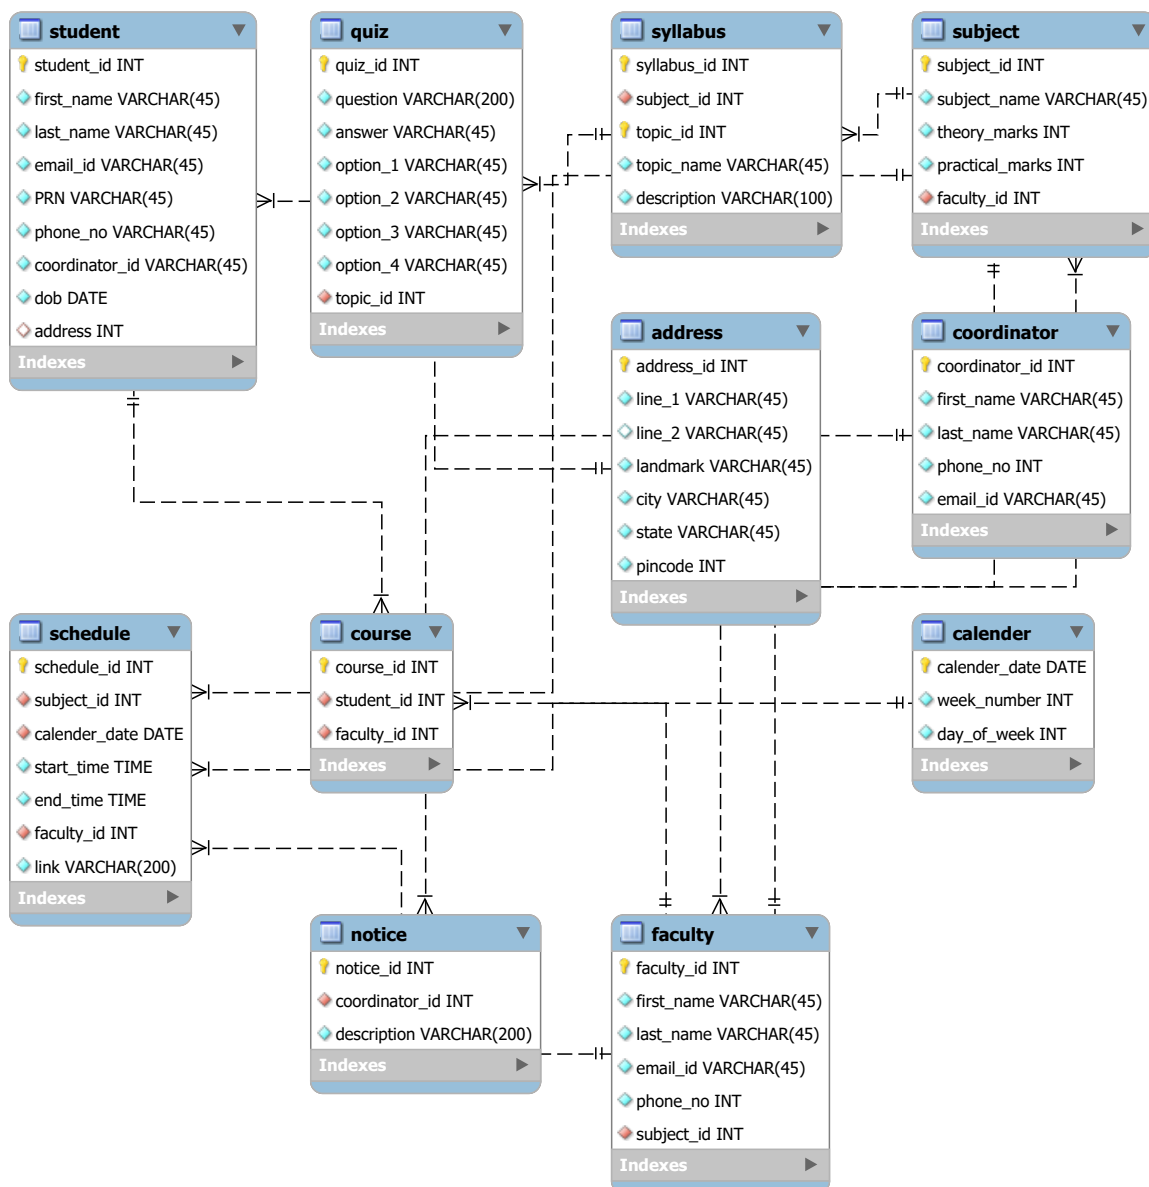 student
student_id INT
first_name VARCHAR(45)
last_name VARCHAR(45)
email_id VARCHAR(45)
PRN VARCHAR(45)
phone_no VARCHAR(45)
coordinator_id VARCHAR(45)
dob DATE
address INT
Indexes
quiz
quiz_id INT
question VARCHAR(200)
answer VARCHAR(45)
option_1 VARCHAR(45)
option_2 VARCHAR(45)
option_3 VARCHAR(45)
option_4 VARCHAR(45)
topic_id INT
Indexes
syllabus
syllabus_id INT
subject_id INT
topic_id INT
topic_name VARCHAR(45)
description VARCHAR(100)
Indexes
subject
subject_id INT
subject_name VARCHAR(45)
theory_marks INT
practical_marks INT
faculty_id INT
Indexes
address
address_id INT
line_1 VARCHAR(45)
line_2 VARCHAR(45)
landmark VARCHAR(45)
city VARCHAR(45)
state VARCHAR(45)
pincode INT
Indexes
coordinator
coordinator_id INT
first_name VARCHAR(45)
last_name VARCHAR(45)
phone_no INT
email_id VARCHAR(45)
Indexes
schedule
schedule_id INT
subject_id INT
calender_date DATE
start_time TIME
end_time TIME
faculty_id INT
link VARCHAR(200)
Indexes
course
course_id INT
student_id INT
faculty_id INT
Indexes
calender
calender_date DATE
week_number INT
day_of_week INT
Indexes
notice
notice_id INT
coordinator_id INT
description VARCHAR(200)
Indexes
faculty
faculty_id INT
first_name VARCHAR(45)
last_name VARCHAR(45)
email_id VARCHAR(45)
phone_no INT
subject_id INT
Indexes